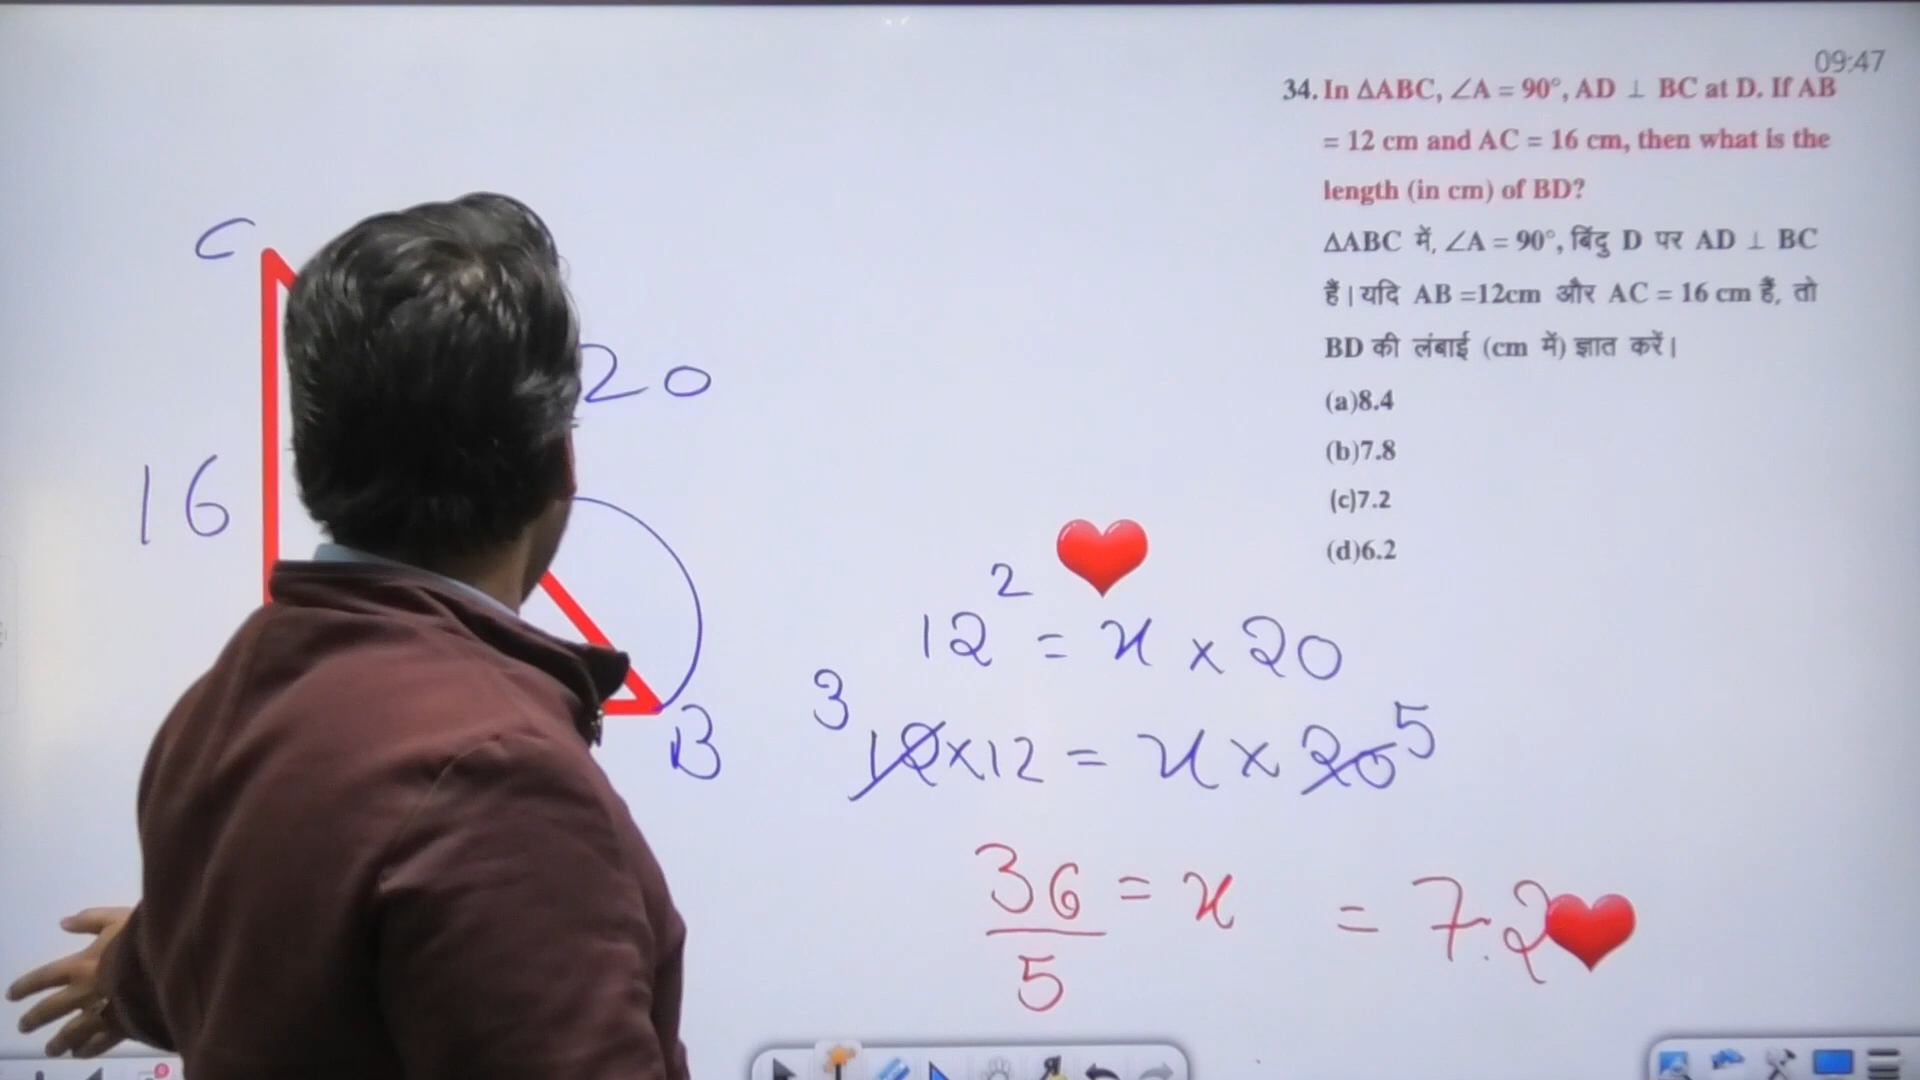 09:47
34. In ΔABC, ∠A = 90°, AD ⊥ BC at D. If AB
= 12 cm and AC = 16 cm, then what is the
length (in cm) of BD?
ΔABC में, ∠A = 90°, बिंदु D पर AD ⊥ BC
हैं। यदि AB =12cm और AC = 16 cm हैं, तो
BD की लंबाई (cm में) ज्ञात करें।
(a)8.4
(b)7.8
(c)7.2
(d)6.2
C
20
16
B
12² = x × 20
3 12×12 = x × 20 5
36/5 = x = 7.2